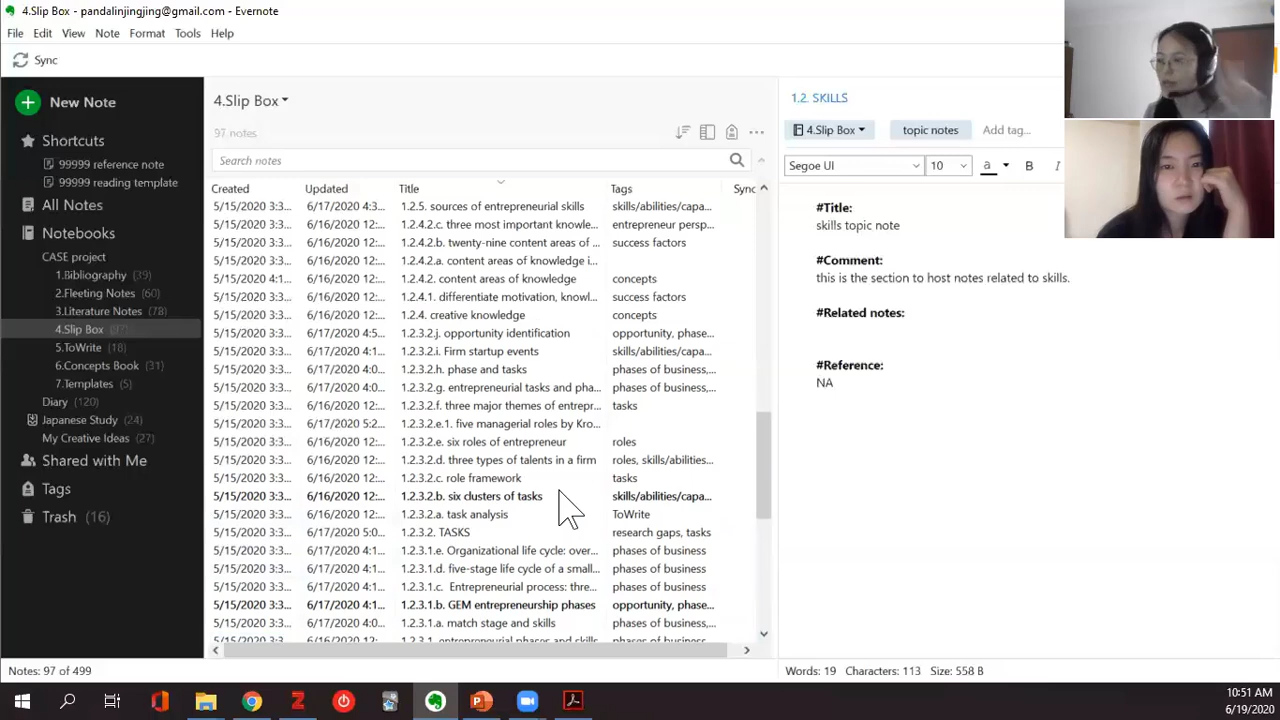 4.Slip Box - pandalinjingjing@gmail.com - Evernote
File Edit View Note Format Tools Help
Sync
New Note
Shortcuts
99999 reference note
99999 reading template
All Notes
Notebooks
CASE project
1.Bibliography (39)
2.Fleeting Notes (60)
3.Literature Notes (78)
4.Slip Box (97)
5.ToWrite (18)
6.Concepts Book (31)
7.Templates (5)
Diary (120)
Japanese Study (24)
My Creative Ideas (27)
Shared with Me
Tags
Trash (16)
4.Slip Box
97 notes
Search notes
Created Updated Title Tags Sync
5/15/2020 3:3... 6/17/2020 4:3... 1.2.5. sources of entrepreneurial skills skills/abilities/capa...
5/15/2020 3:3... 6/16/2020 12:... 1.2.4.2.c. three most important knowle... entrepreneur persp...
5/15/2020 3:3... 6/16/2020 12:... 1.2.4.2.b. twenty-nine content areas of ... success factors
5/15/2020 3:3... 6/16/2020 12:... 1.2.4.2.a. content areas of knowledge i...
5/15/2020 4:1... 6/16/2020 12:... 1.2.4.2. content areas of knowledge concepts
5/15/2020 3:3... 6/16/2020 12:... 1.2.4.1. differentiate motivation, knowl... success factors
5/15/2020 3:3... 6/16/2020 12:... 1.2.4. creative knowledge concepts
5/15/2020 3:3... 6/17/2020 4:5... 1.2.3.2.j. opportunity identification opportunity, phase...
5/15/2020 3:3... 6/17/2020 4:1... 1.2.3.2.i. Firm startup events skills/abilities/capa...
5/15/2020 3:3... 6/17/2020 4:0... 1.2.3.2.h. phase and tasks phases of business,...
5/15/2020 3:3... 6/17/2020 4:0... 1.2.3.2.g. entrepreneurial tasks and pha... phases of business,...
5/15/2020 3:3... 6/16/2020 12:... 1.2.3.2.f. three major themes of entrepr... tasks
5/15/2020 3:3... 6/17/2020 5:2... 1.2.3.2.e.1. five managerial roles by Kro...
5/15/2020 3:3... 6/16/2020 12:... 1.2.3.2.e. six roles of entrepreneur roles
5/15/2020 3:3... 6/16/2020 12:... 1.2.3.2.d. three types of talents in a firm roles, skills/abilities...
5/15/2020 3:3... 6/16/2020 12:... 1.2.3.2.c. role framework tasks
5/15/2020 3:3... 6/16/2020 12:... 1.2.3.2.b. six clusters of tasks skills/abilities/capa...
5/15/2020 3:3... 6/16/2020 12:... 1.2.3.2.a. task analysis ToWrite
5/15/2020 3:3... 6/17/2020 5:0... 1.2.3.2. TASKS research gaps, tasks
5/15/2020 3:3... 6/17/2020 4:1... 1.2.3.1.e. Organizational life cycle: over... phases of business
5/15/2020 3:3... 6/17/2020 4:1... 1.2.3.1.d. five-stage life cycle of a small... phases of business
5/15/2020 3:3... 6/17/2020 4:1... 1.2.3.1.c. Entrepreneurial process: thre... phases of business
5/15/2020 3:3... 6/17/2020 4:1... 1.2.3.1.b. GEM entrepreneurship phases opportunity, phase...
5/15/2020 3:3... 6/17/2020 4:0... 1.2.3.1.a. match stage and skills phases of business,...
5/15/2020 3:3... 6/16/2020 12:... 1.2.3.1. entrepreneurial phases and skills phases of business
Notes: 97 of 499
1.2. SKILLS
4.Slip Box topic notes Add tag...
Segoe UI 10 a B I
#Title:
skills topic note
#Comment:
this is the section to host notes related to skills.
#Related notes:
#Reference:
NA
Words: 19 Characters: 113 Size: 558 B
10:51 AM
6/19/2020